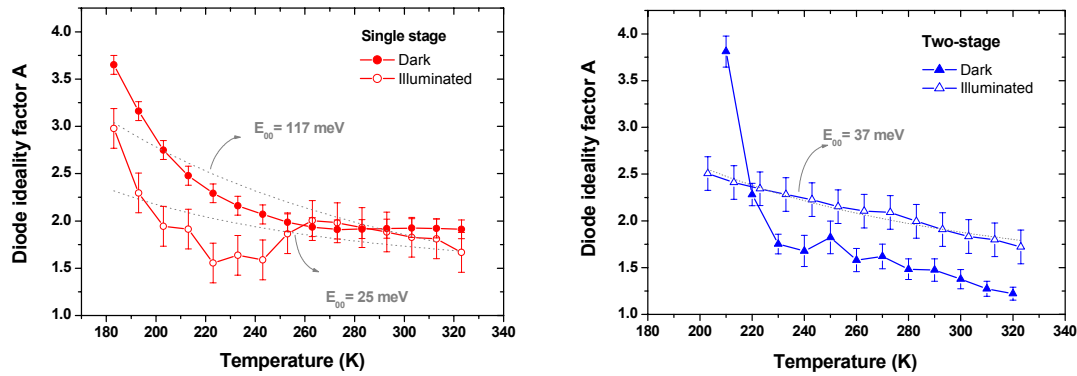 Single stage
Dark
Illuminated
E00= 117 meV
E00= 25 meV
Diode ideality factor A
4.0
3.5
3.0
2.5
2.0
1.5
1.0
180 200 220 240 260 280 300 320 340
Temperature (K)
Two-stage
Dark
Illuminated
E00= 37 meV
Diode ideality factor A
4.0
3.5
3.0
2.5
2.0
1.5
1.0
180 200 220 240 260 280 300 320 340
Temperature (K)